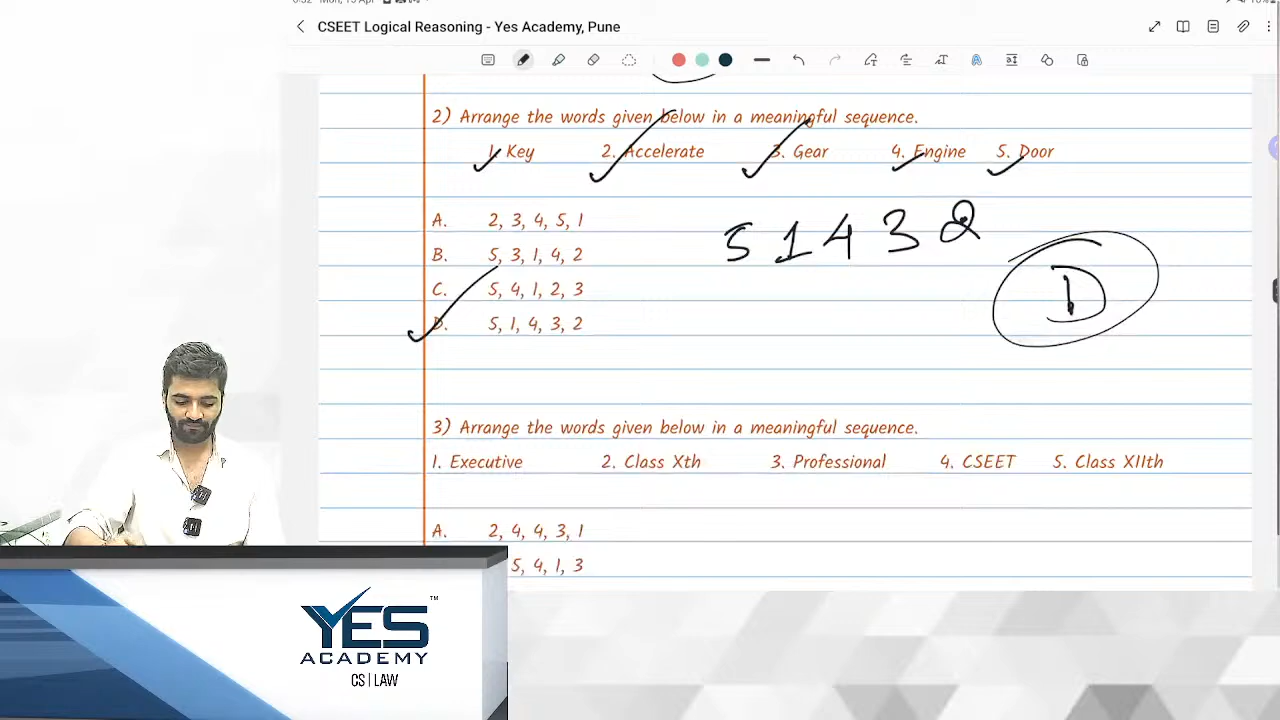 CSEET Logical Reasoning - Yes Academy, Pune
2) Arrange the words given below in a meaningful sequence.
1. Key 2. Accelerate 3. Gear 4. Engine 5. Door
A. 2, 3, 4, 5, 1
B. 5, 3, 1, 4, 2
C. 5, 4, 1, 2, 3
D. 5, 1, 4, 3, 2
5 1 4 3 2
D
3) Arrange the words given below in a meaningful sequence.
1. Executive 2. Class Xth 3. Professional 4. CSEET 5. Class XIIth
A. 2, 4, 4, 3, 1
5, 4, 1, 3
YES
TM
ACADEMY
CS | LAW